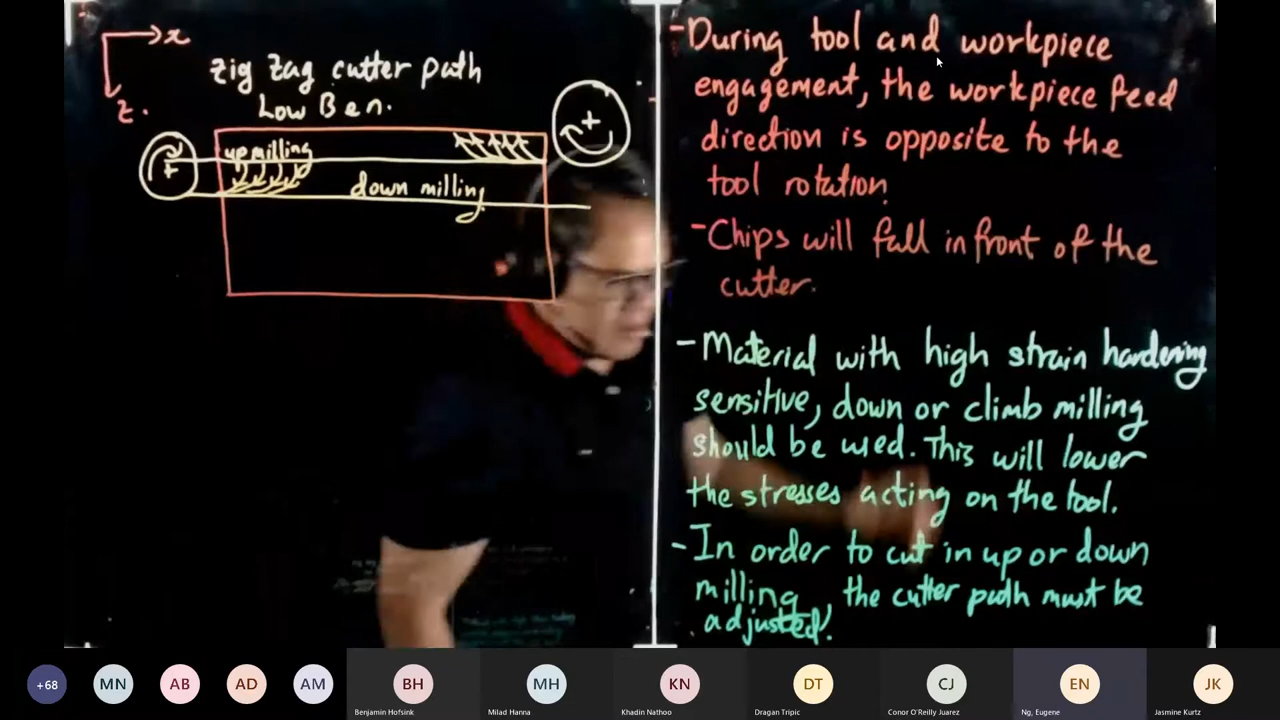 x
z.
zig zag cutter path
Low Ben.
up milling
down milling
+
+
-During tool and workpiece
engagement, the workpiece feed
direction is opposite to the
tool rotation.
-Chips will fall in front of the
cutter.
-Material with high strain hardening
sensitive, down or climb milling
should be used. This will lower
the stresses acting on the tool.
-In order to cut in up or down
milling, the cutter path must be
adjusted!
+68
MN
AB
AD
AM
BH
MH
KN
DT
CJ
EN
JK
Benjamin Hofsink
Milad Hanna
Khadin Nathoo
Dragan Tripic
Conor O'Reilly Juarez
Ng, Eugene
Jasmine Kurtz